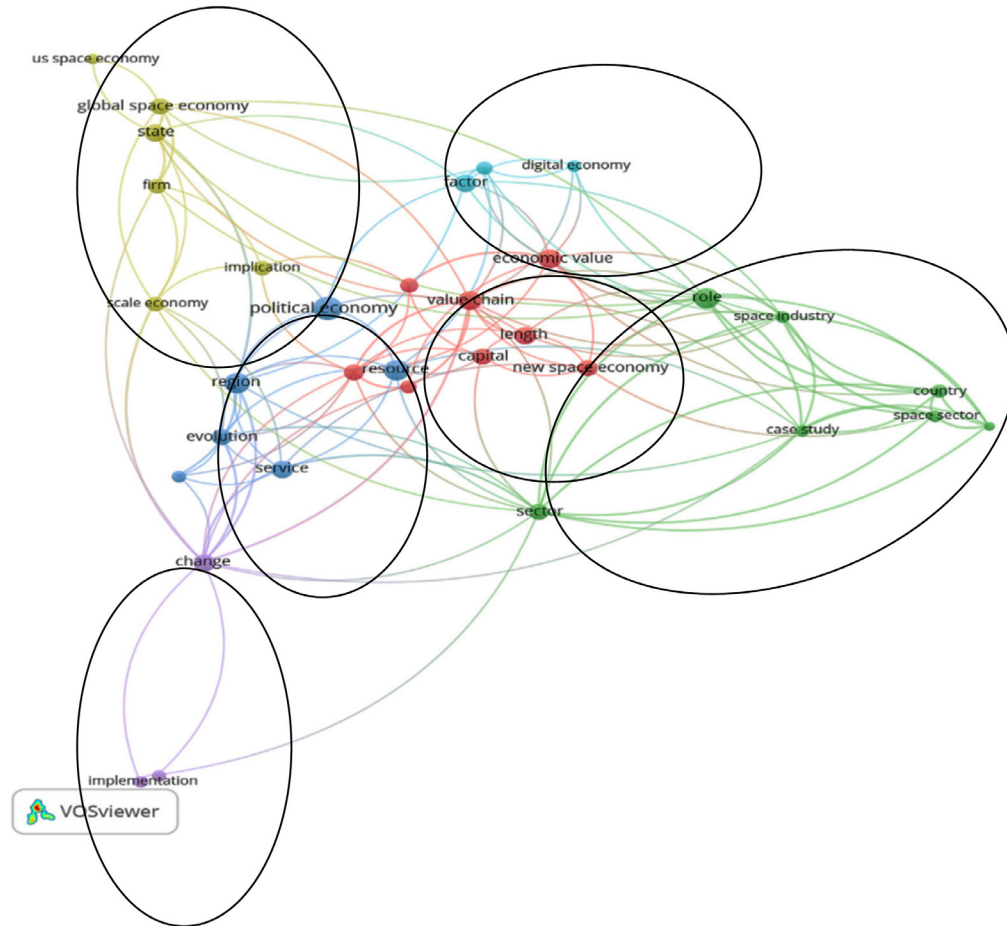 us space economy
global space economy
state
digital economy
factor
firm
economic value
implication
role
value chain
scale economy
political economy
space industry
length
capital
new space economy
resource
region
country
space sector
case study
evolution
service
sector
change
implementation
VOSviewer